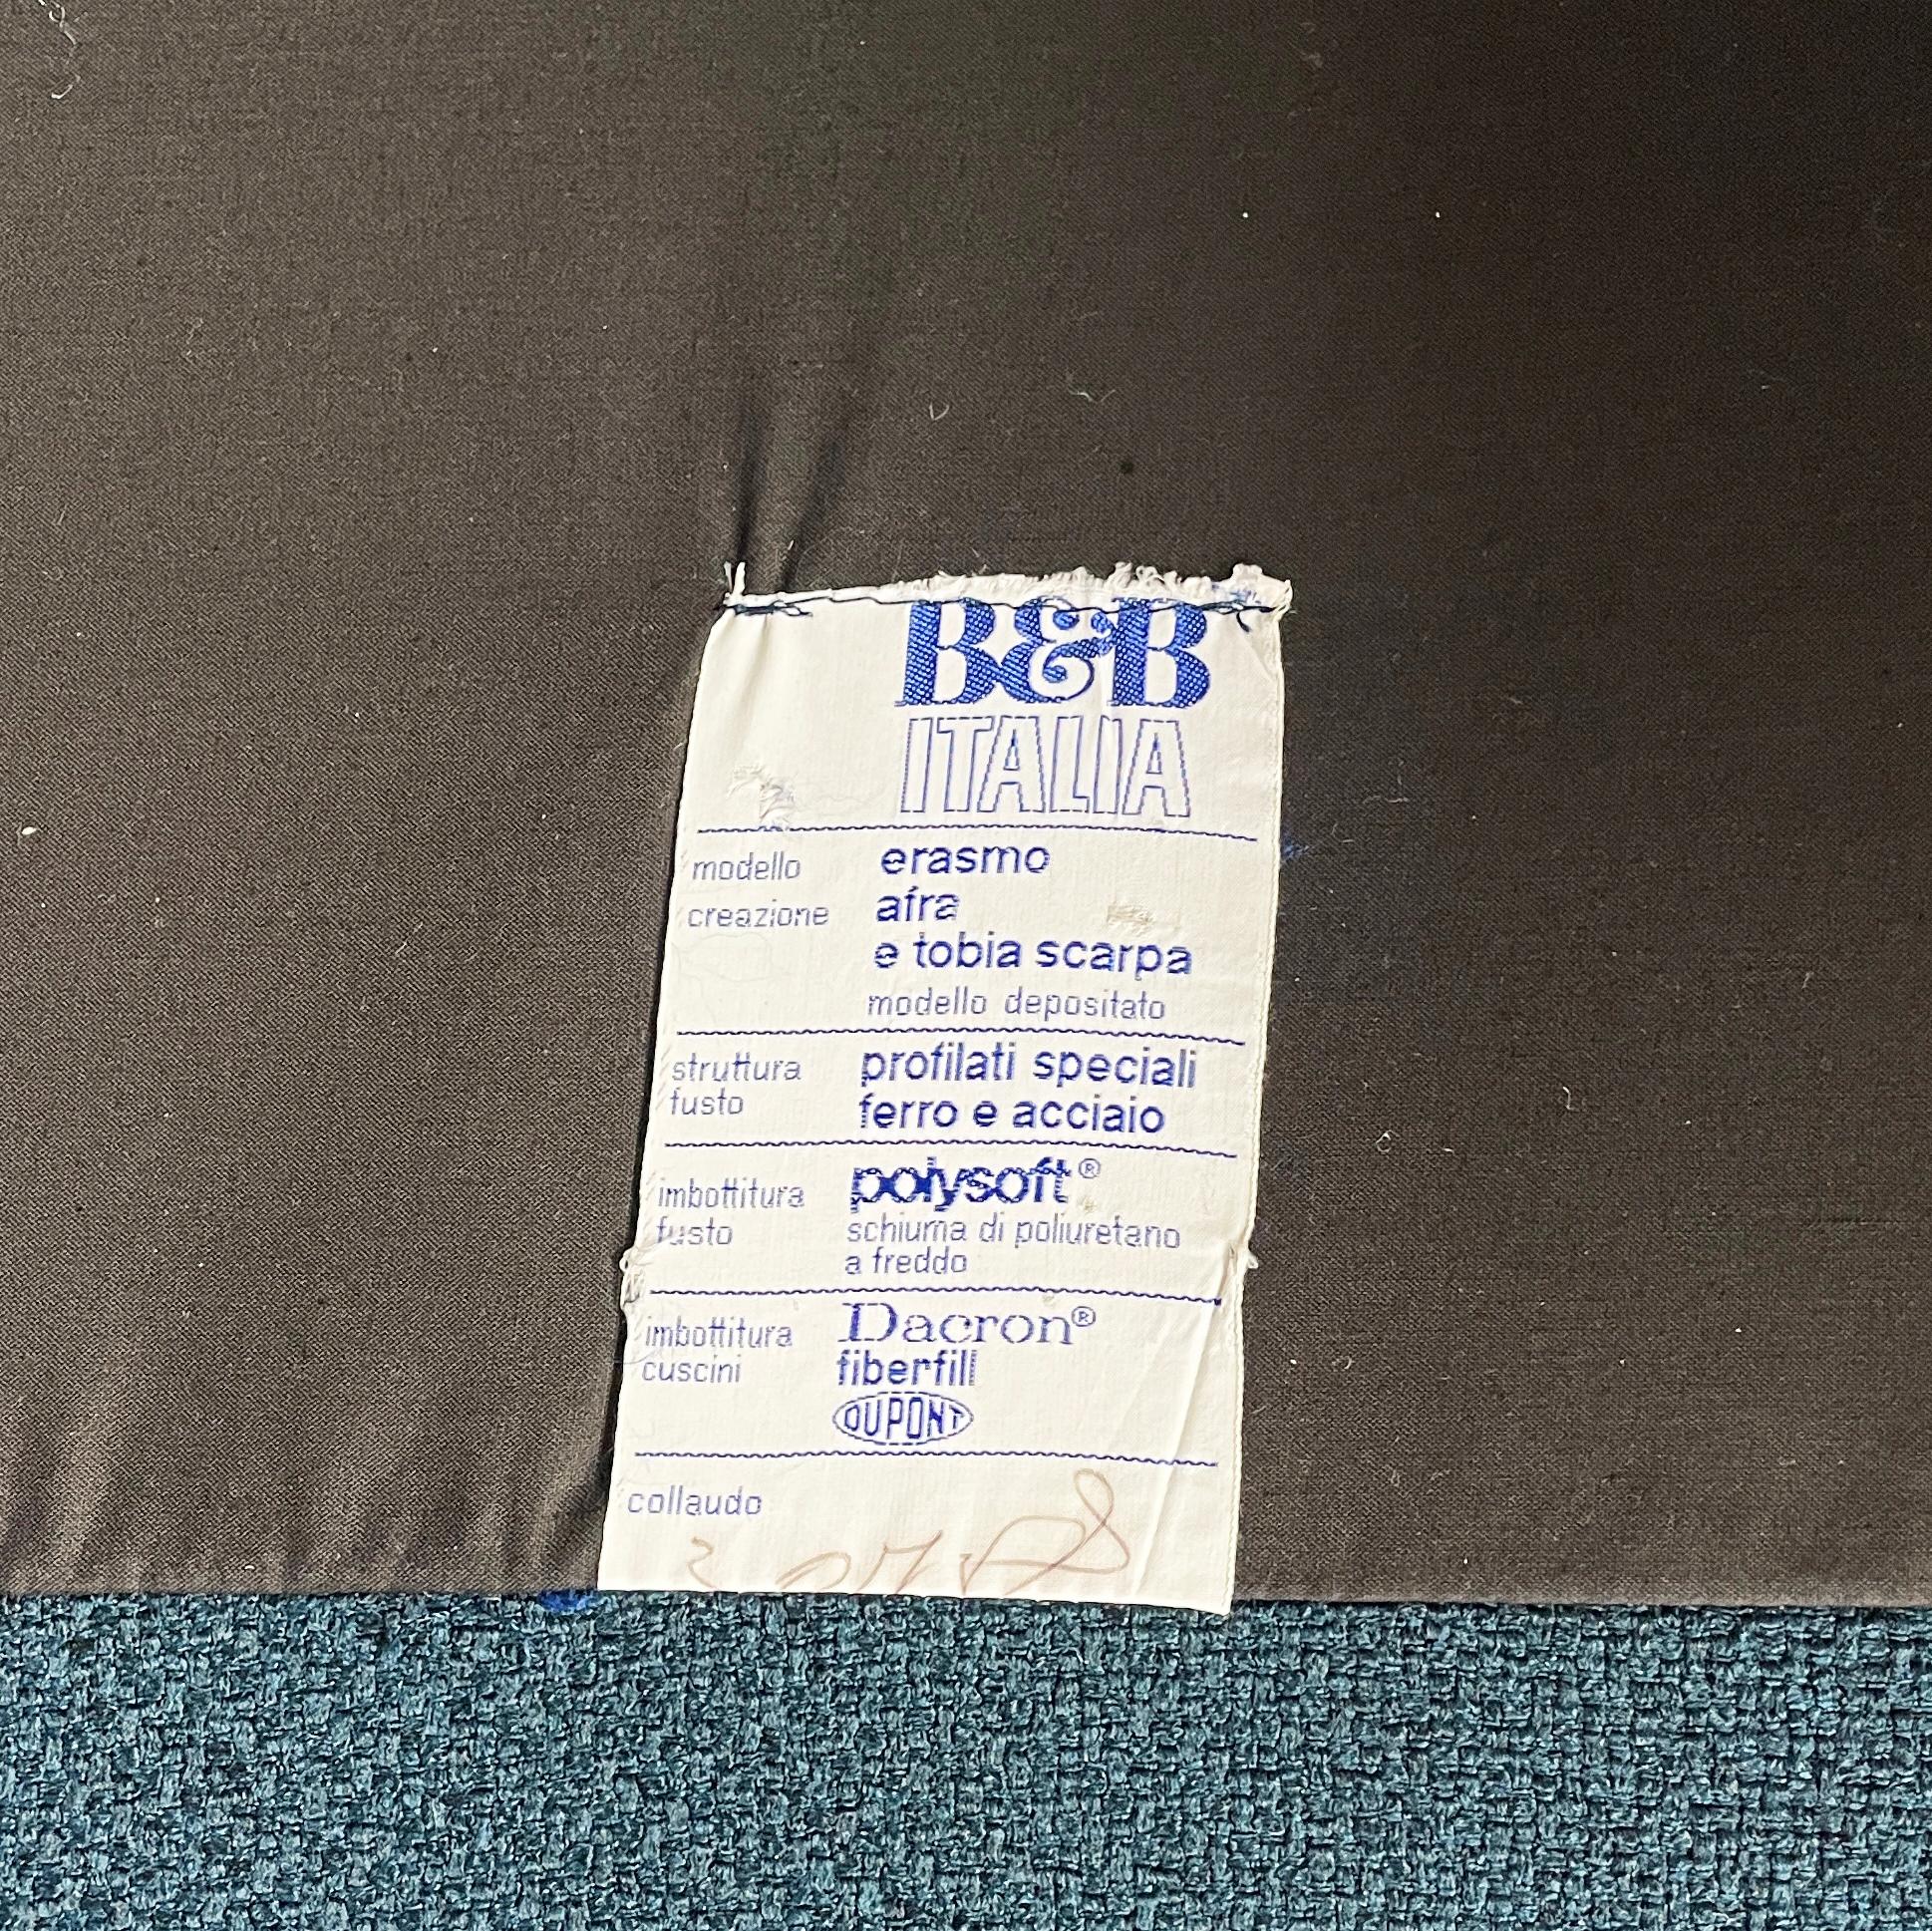 B&B
ITALIA
modello erasmo
creazione afra
e tobia scarpa
modello depositato
struttura profilati speciali
fusto ferro e acciaio
imbottitura polysoft®
fusto schiuma di poliuretano
a freddo
imbottitura Dacron®
cuscini fiberfill
DUPONT
collaudo